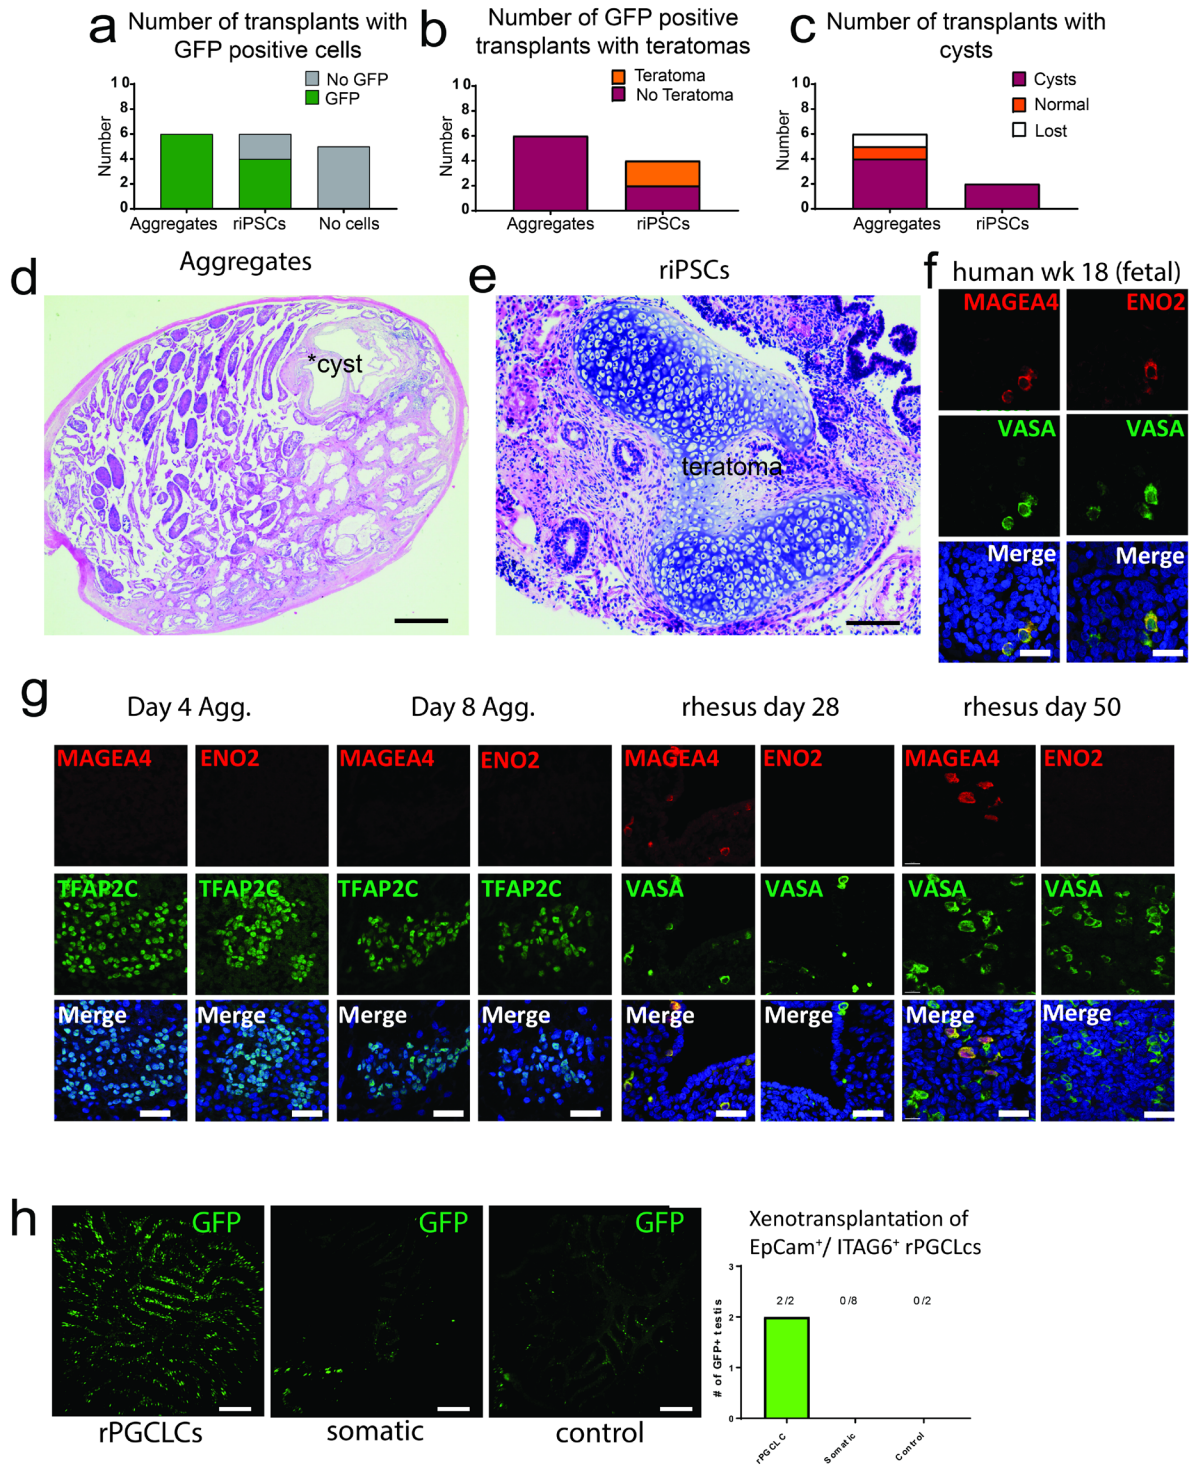 a
Number of transplants with
GFP positive cells
No GFP
GFP
Number
10
8
6
4
2
0
Aggregates
riPSCs
No cells
b
Number of GFP positive
transplants with teratomas
Teratoma
No Teratoma
Number
10
8
6
4
2
0
Aggregates
riPSCs
c
Number of transplants with
cysts
Cysts
Normal
Lost
Number
10
8
6
4
2
0
Aggregates
riPSCs
d
Aggregates
*cyst
e
riPSCs
teratoma
f
human wk 18 (fetal)
MAGEA4
ENO2
VASA
VASA
Merge
Merge
g
Day 4 Agg.
Day 8 Agg.
rhesus day 28
rhesus day 50
MAGEA4
ENO2
MAGEA4
ENO2
MAGEA4
ENO2
MAGEA4
ENO2
TFAP2C
TFAP2C
TFAP2C
TFAP2C
VASA
VASA
VASA
VASA
Merge
Merge
Merge
Merge
Merge
Merge
Merge
Merge
h
GFP
GFP
GFP
rPGCLCs
somatic
control
Xenotransplantation of
EpCam⁺/ ITAG6⁺ rPGCLcs
# of GFP+ testis
3
2
1
0
2/2
0/8
0/2
rPGCLC
Somatic
Control